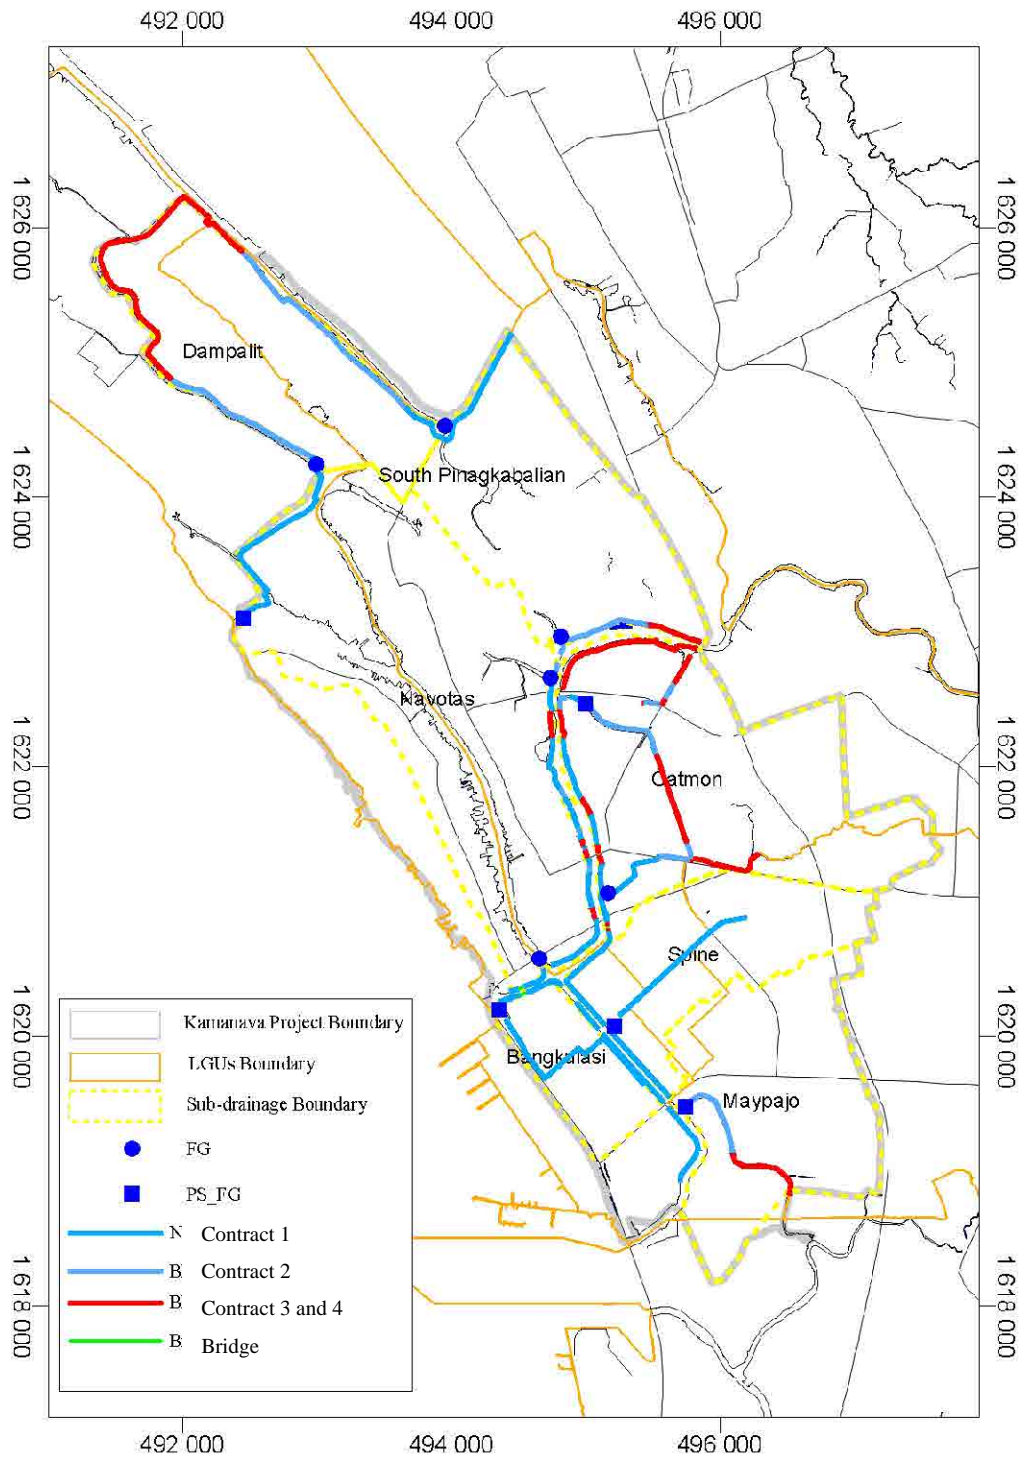 492 000 494 000 496 000
1 626 000 1 626 000
Dampalit
South Pinagkabalian
1 624 000 1 624 000
Navotas
1 622 000 1 622 000
Catmon
Spine
1 620 000 1 620 000
Bangkulasi
Maypajo
Kamanava Project Boundary
LGUs Boundary
Sub-drainage Boundary
FG
PS_FG
N Contract 1
B Contract 2
B Contract 3 and 4
B Bridge
1 618 000 1 618 000
492 000 494 000 496 000